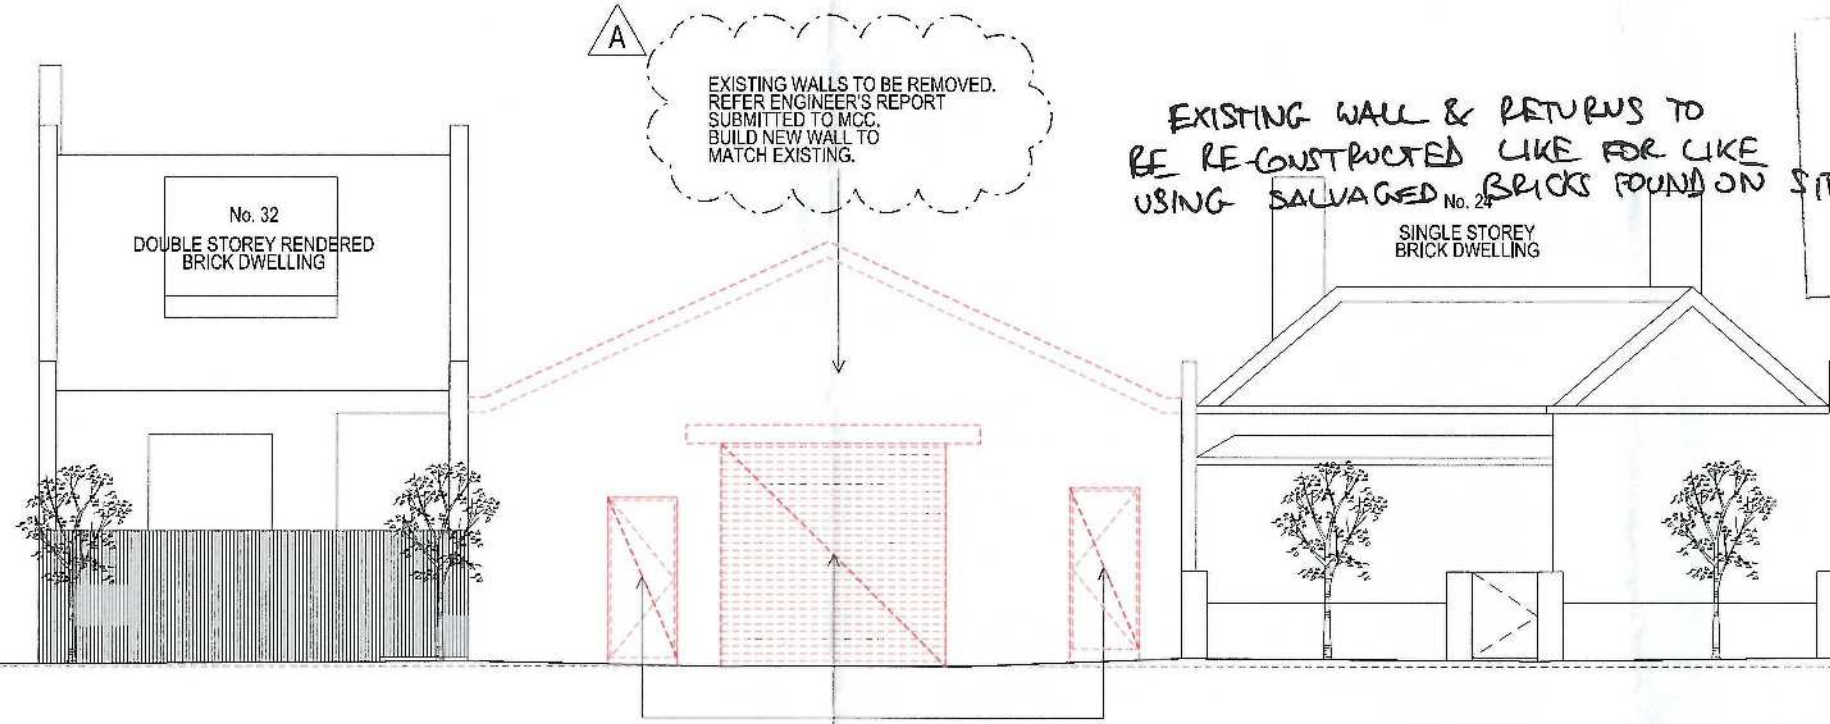 A
EXISTING WALLS TO BE REMOVED.
REFER ENGINEER'S REPORT
SUBMITTED TO MCC.
BUILD NEW WALL TO
MATCH EXISTING.
EXISTING WALL & RETURNS TO
BE RE-CONSTRUCTED LIKE FOR LIKE
USING SALVAGED BRICKS FOUND ON
No. 32
DOUBLE STOREY RENDERED
BRICK DWELLING
No. 24
SINGLE STOREY
BRICK DWELLING